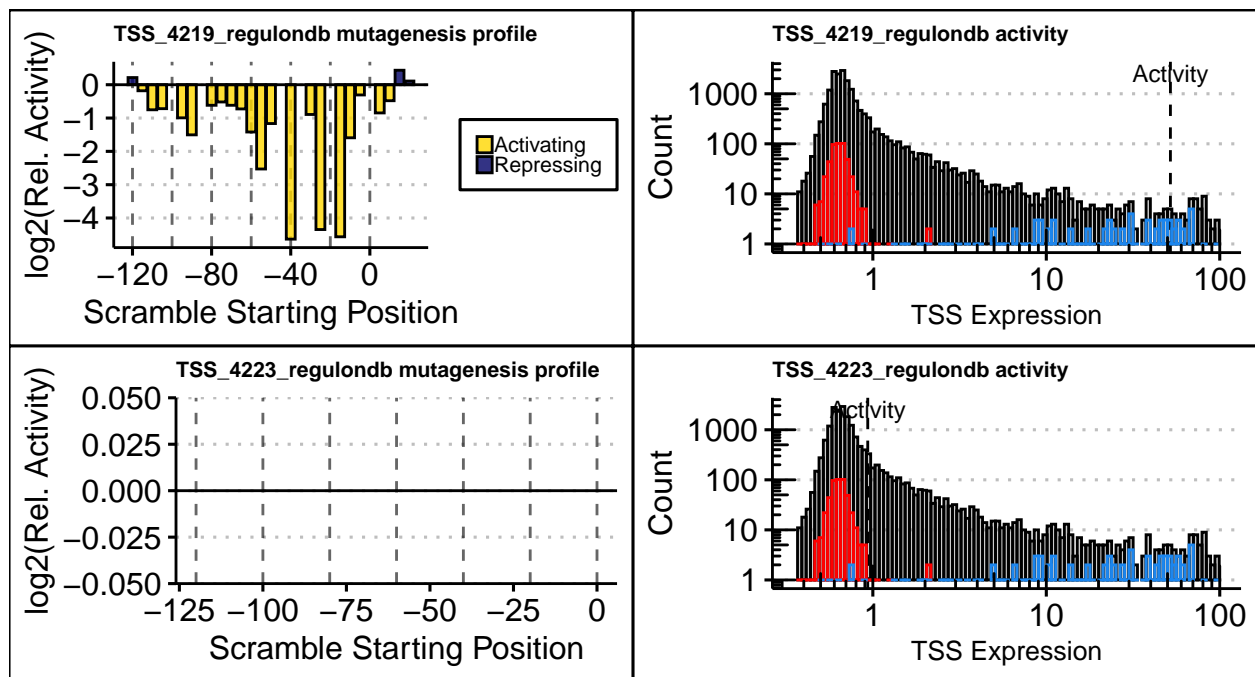 TSS_4219_regulondb mutagenesis profile
log2(Rel. Activity)
0
−1
−2
−3
−4
−120
−80
−40
0
Scramble Starting Position
Activating
Repressing
TSS_4219_regulondb activity
Activity
Count
1000
100
10
1
1
10
100
TSS Expression
TSS_4223_regulondb mutagenesis profile
log2(Rel. Activity)
0.050
0.025
0.000
−0.025
−0.050
−125
−100
−75
−50
−25
0
Scramble Starting Position
TSS_4223_regulondb activity
Activity
Count
1000
100
10
1
1
10
100
TSS Expression